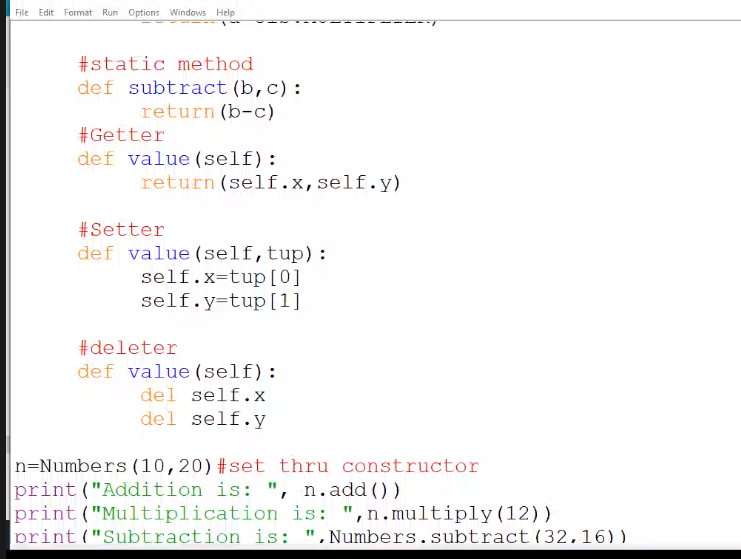 File Edit Format Run Options Windows Help
#static method
def subtract(b,c):
return(b-c)
#Getter
def value(self):
return(self.x,self.y)
#Setter
def value(self,tup):
self.x=tup[0]
self.y=tup[1]
#deleter
def value(self):
del self.x
del self.y
n=Numbers(10,20)#set thru constructor
print("Addition is: ", n.add())
print("Multiplication is: ",n.multiply(12))
print("Subtraction is: ",Numbers.subtract(32,16))